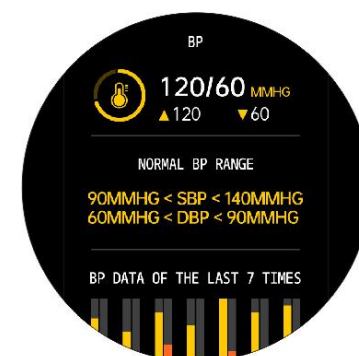 BP
120/60 MMHG
▲120 ▼60
NORMAL BP RANGE
90MMHG < SBP < 140MMHG
60MMHG < DBP < 90MMHG
BP DATA OF THE LAST 7 TIMES